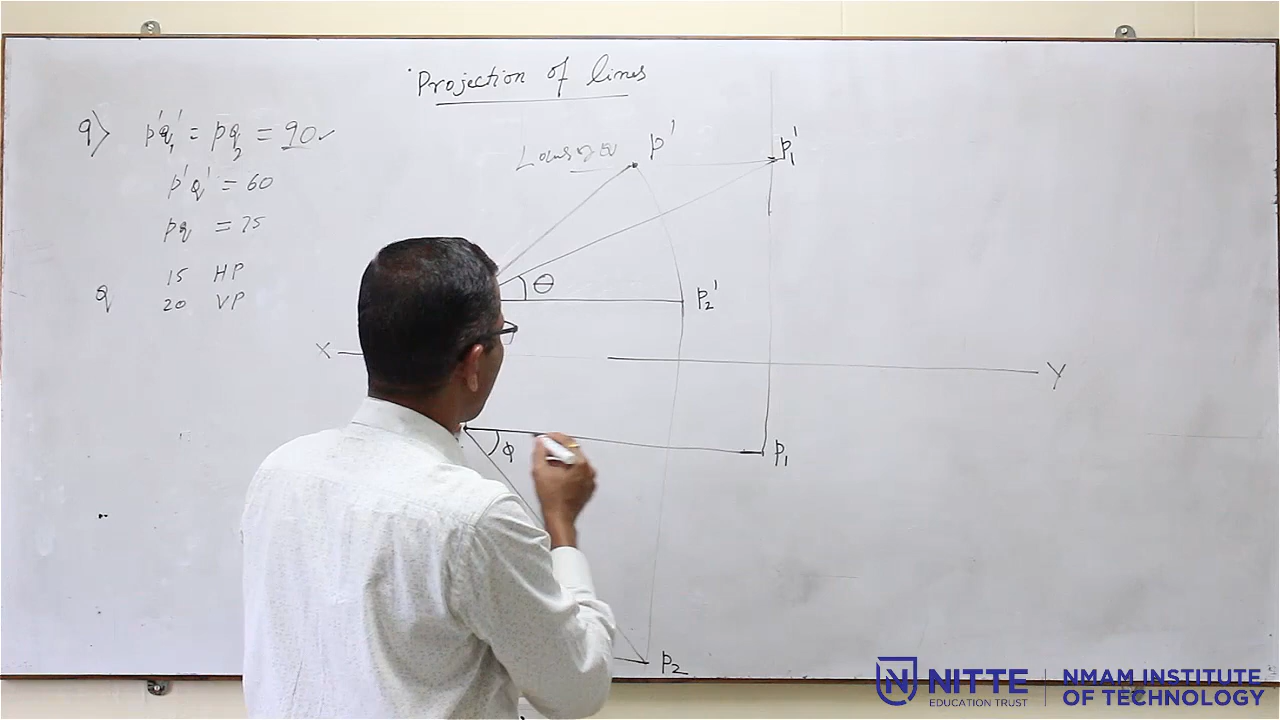 Projection of lines
q) p'q1' = pq2 = 90 ✓
p'q' = 60
pq = 75
15 HP
q 20 VP
p'
p1'
θ
p2'
X
Y
φ
p1
p2
NITTE
EDUCATION TRUST
NMAM INSTITUTE
OF TECHNOLOGY